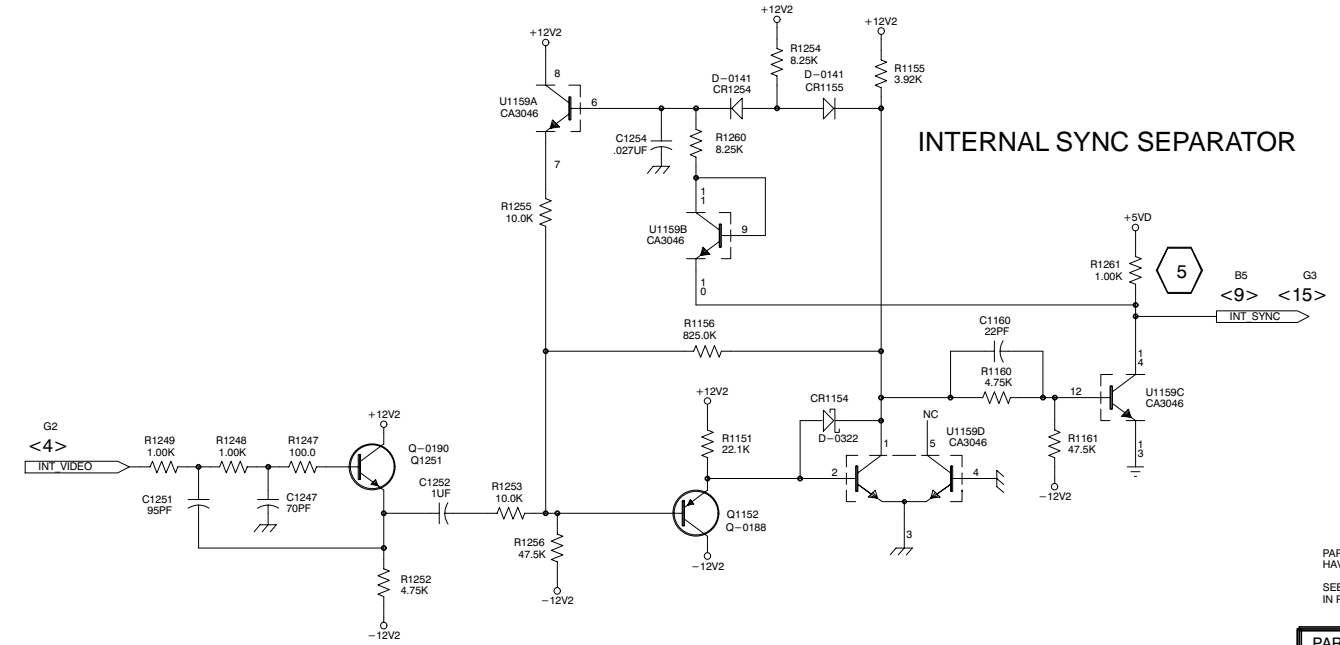 +12V2
+12V2
+12V2
8
U1159A
CA3046
6
7
D-0141
CR1254
R1254
8.25K
D-0141
CR1155
R1155
3.92K
INTERNAL SYNC SEPARATOR
C1254
.027UF
R1260
8.25K
R1255
10.0K
1
1
U1159B
CA3046
9
1
0
+5VD
R1261
1.00K
5
B5
G3
<9>
<15>
INT_SYNC
R1156
825.0K
C1160
22PF
R1160
4.75K
12
1
4
U1159C
CA3046
1
3
R1161
47.5K
-12V2
+12V2
CR1154
D-0322
R1151
22.1K
NC
1
5
U1159D
CA3046
2
4
3
G2
<4>
INT_VIDEO
R1249
1.00K
R1248
1.00K
R1247
100.0
+12V2
Q-0190
Q1251
C1251
95PF
C1247
70PF
C1252
1UF
R1253
10.0K
Q1152
Q-0188
R1256
47.5K
-12V2
-12V2
R1252
4.75K
-12V2
SEE